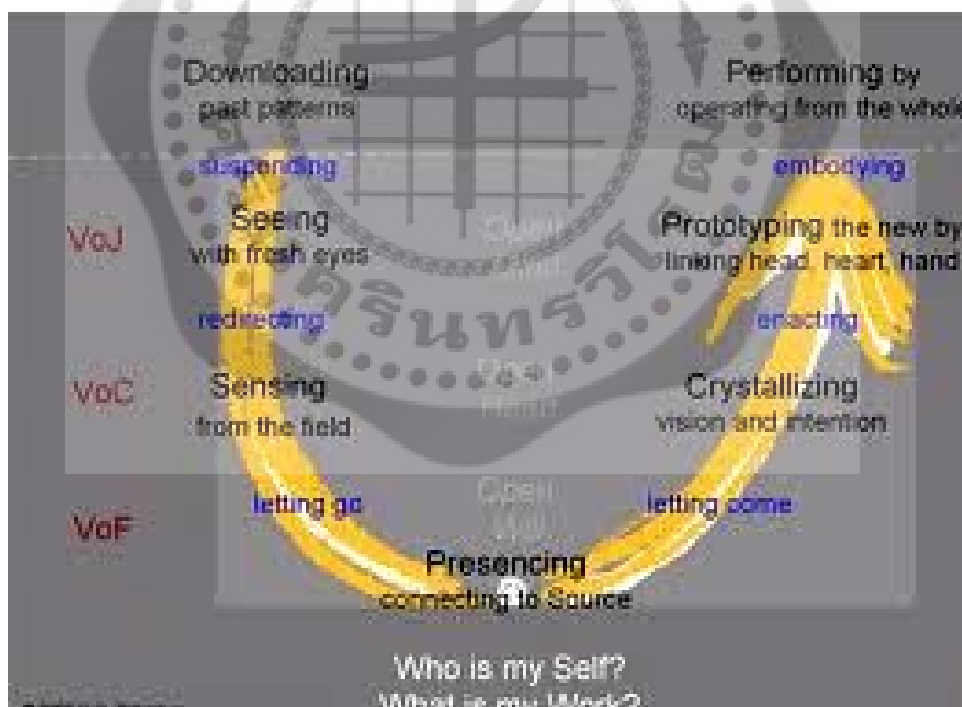 Downloading
past patterns
Performing by
operating from the whole
suspending
embodying
VoJ
Seeing
with fresh eyes
Open
Prototyping the new by
linking head, heart, hand
redirecting
enacting
VoC
Sensing
from the field
Open
Heart
Crystallizing
vision and intention
VoF
letting go
Open
Will
letting come
Presencing
connecting to Source
Who is my Self?
What is my Work?